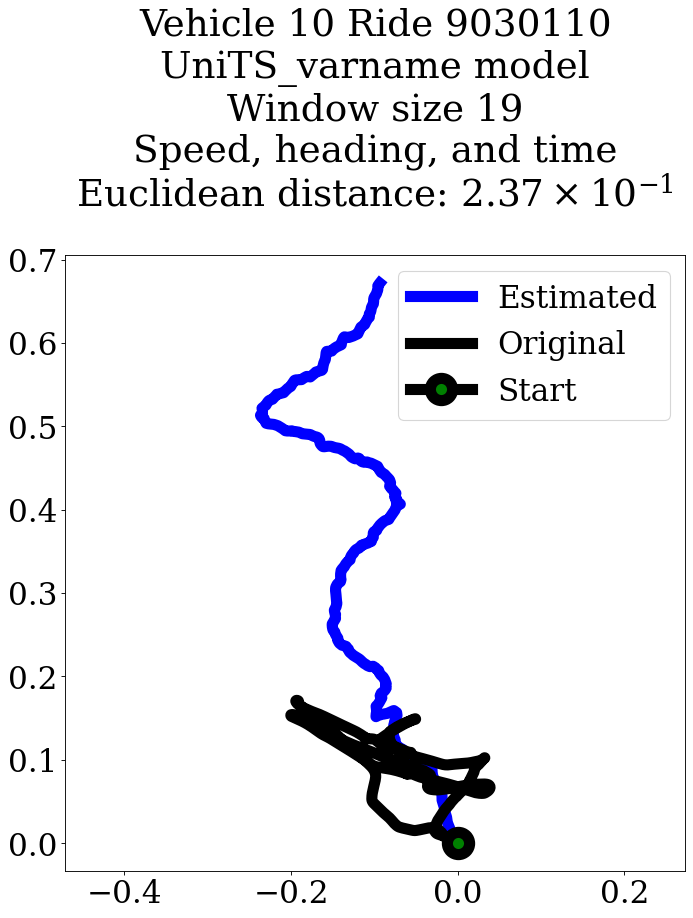 Vehicle 10 Ride 9030110
UniTS_varname model
Window size 19
Speed, heading, and time
Euclidean distance: 2.37 × 10⁻¹
0.7
0.6
0.5
0.4
0.3
0.2
0.1
0.0
Estimated
Original
Start
−0.4
−0.2
0.0
0.2